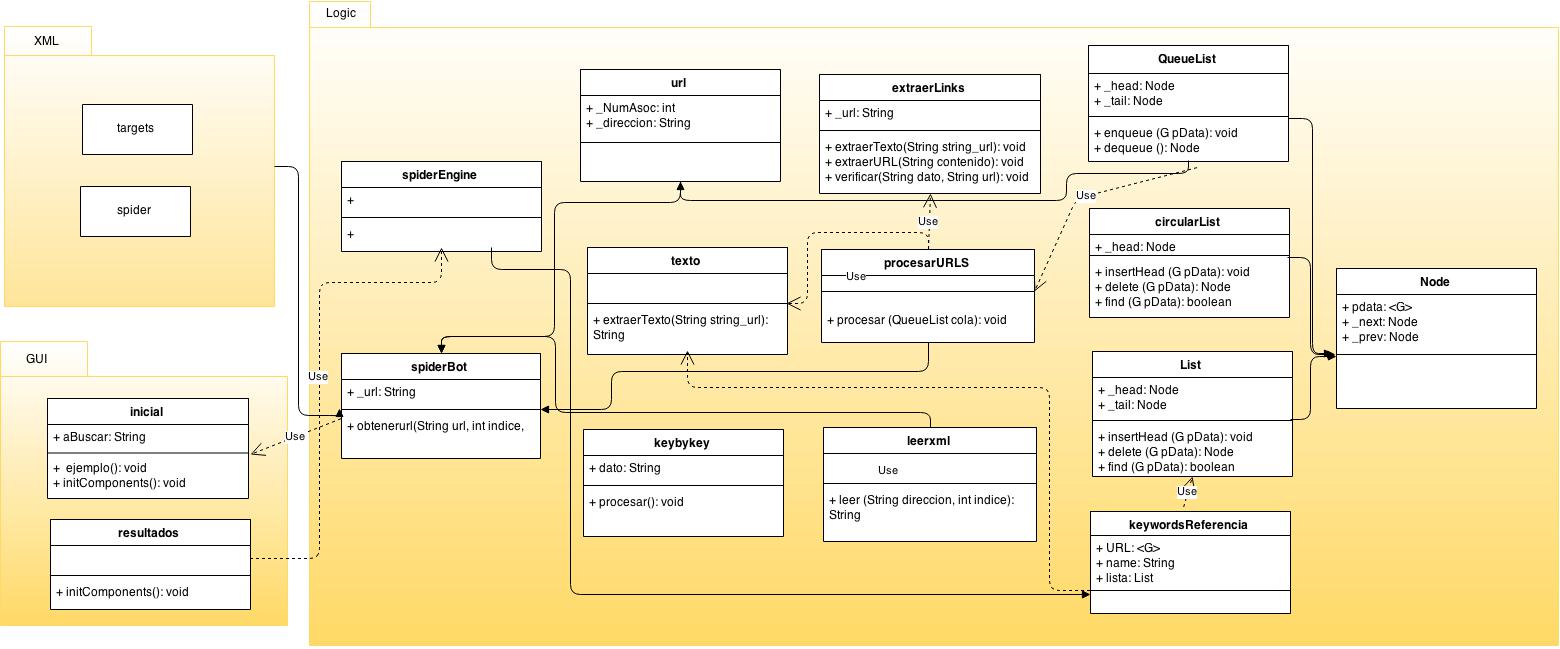 XML
targets
spider
GUI
inicial
+ aBuscar: String
+  ejemplo(): void
+ initComponents(): void
resultados
+ initComponents(): void
Logic
spiderEngine
+
+
Use
Use
spiderBot
+ _url: String
+ obtenerurl(String url, int indice,
url
+ _NumAsoc: int
+ _direccion: String
texto
+ extraerTexto(String string_url):
String
keybykey
+ dato: String
+ procesar(): void
extraerLinks
+ _url: String
+ extraerTexto(String string_url): void
+ extraerURL(String contenido): void
+ verificar(String dato, String url): void
Use
procesarURLS
Use
+ procesar (QueueList cola): void
leerxml
Use
+ leer (String direccion, int indice):
String
QueueList
+ _head: Node
+ _tail: Node
+ enqueue (G pData): void
+ dequeue (): Node
Use
circularList
+ _head: Node
+ insertHead (G pData): void
+ delete (G pData): Node
+ find (G pData): boolean
List
+ _head: Node
+ _tail: Node
+ insertHead (G pData): void
+ delete (G pData): Node
+ find (G pData): boolean
Use
keywordsReferencia
+ URL: <G>
+ name: String
+ lista: List
Node
+ pdata: <G>
+ _next: Node
+ _prev: Node